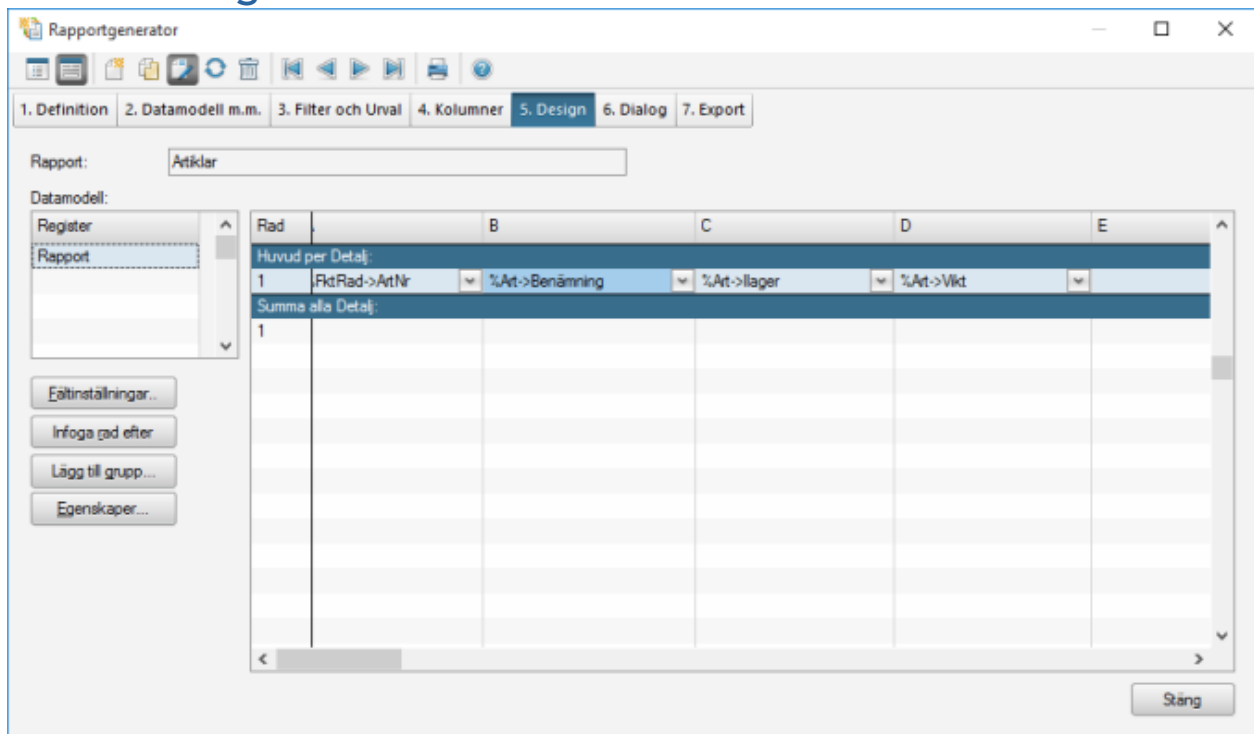 Rapportgenerator
1. Definition 2. Datamodell m.m. 3. Filter och Urval 4. Kolumner 5. Design 6. Dialog 7. Export
Rapport: Artiklar
Datamodell:
Register
Rapport
Rad B C D E
Huvud per Detalj:
1 FktRad->ArtNr %Art->Benämning %Art->Ilager %Art->Vikt
Summa alla Detalj:
1
Fältinställningar..
Infoga rad efter
Lägg till grupp...
Egenskaper...
Stäng